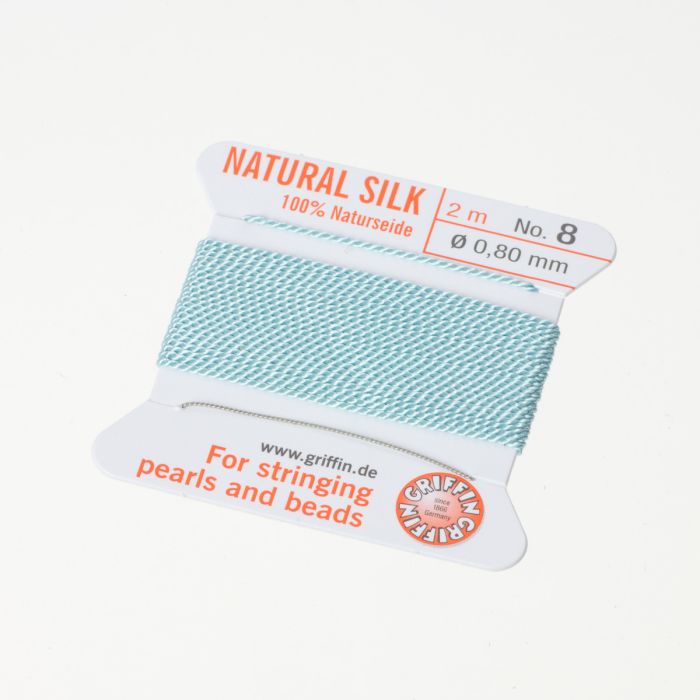 NATURAL SILK
100% Naturseide
2 m
No. 8
Ø 0,80 mm
www.griffin.de
For stringing
pearls and beads
GRIFFIN GRIFFIN
since
1866
Germany